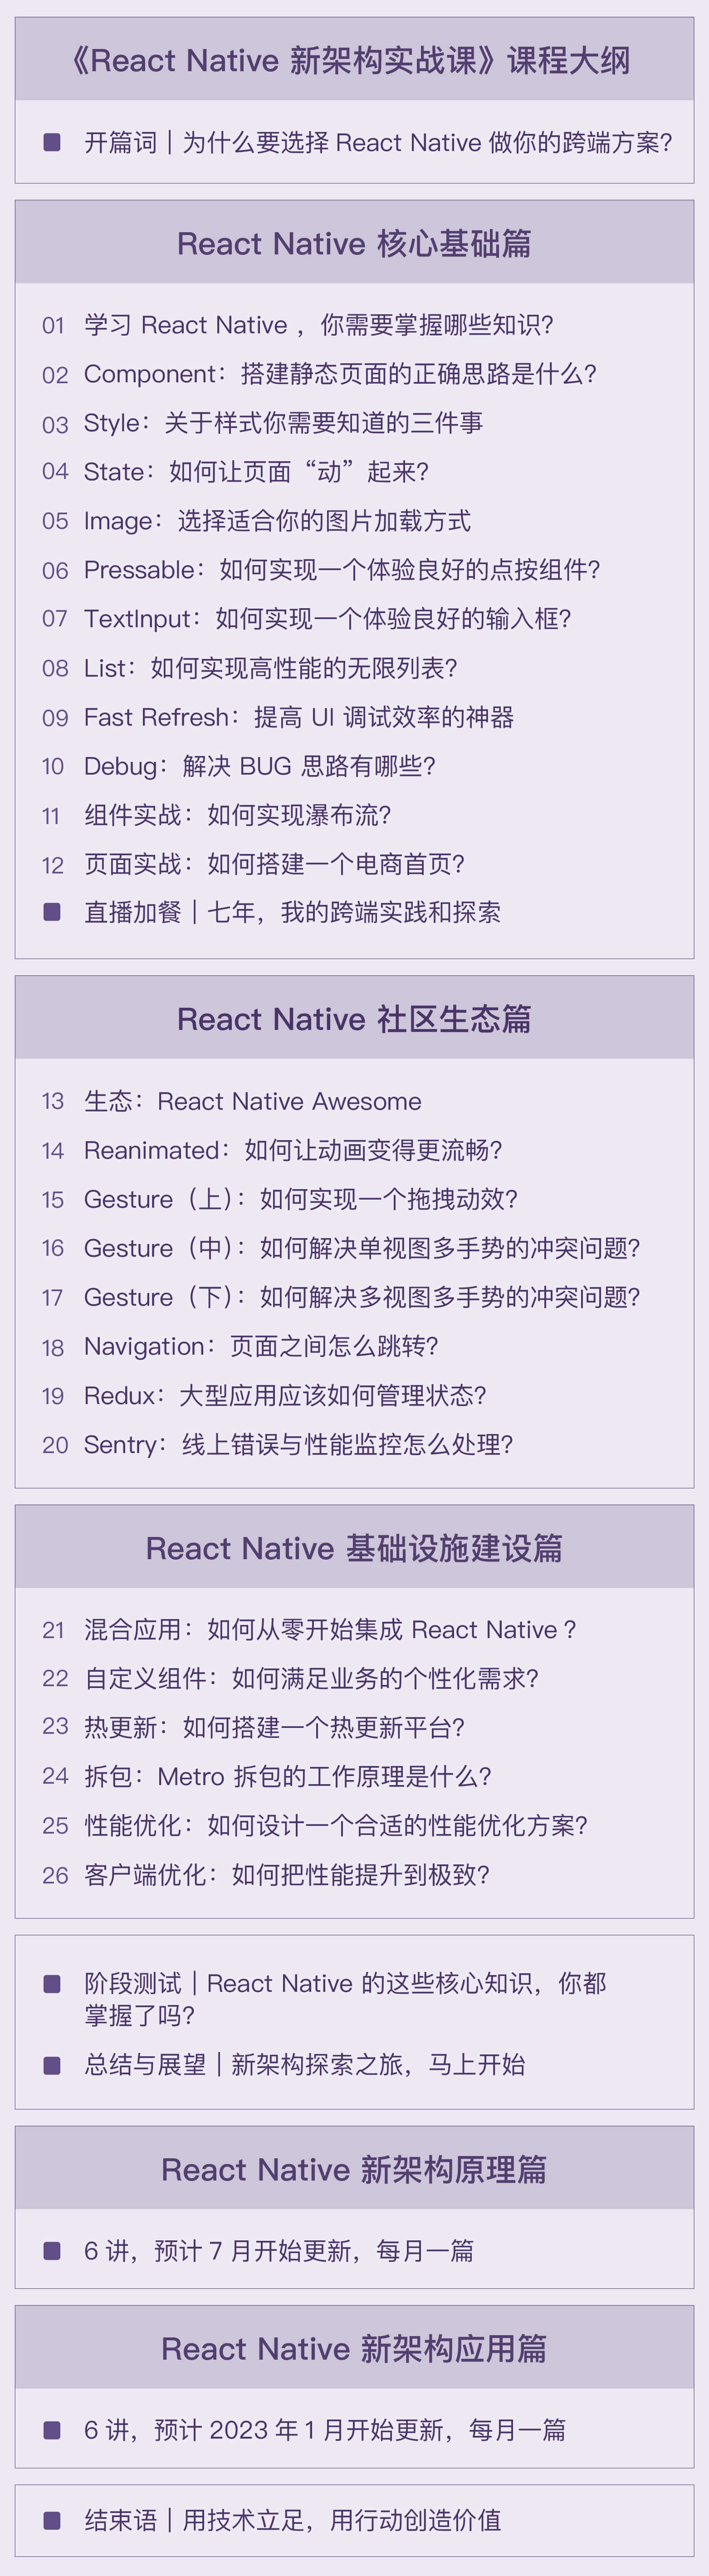 《React Native 新架构实战课》课程大纲
开篇词｜为什么要选择 React Native 做你的跨端方案？
React Native 核心基础篇
01 学习 React Native ，你需要掌握哪些知识？
02 Component：搭建静态页面的正确思路是什么？
03 Style：关于样式你需要知道的三件事
04 State：如何让页面“动”起来？
05 Image：选择适合你的图片加载方式
06 Pressable：如何实现一个体验良好的点按组件？
07 TextInput：如何实现一个体验良好的输入框？
08 List：如何实现高性能的无限列表？
09 Fast Refresh：提高 UI 调试效率的神器
10 Debug：解决 BUG 思路有哪些？
11 组件实战：如何实现瀑布流？
12 页面实战：如何搭建一个电商首页？
直播加餐｜七年，我的跨端实践和探索
React Native 社区生态篇
13 生态：React Native Awesome
14 Reanimated：如何让动画变得更流畅？
15 Gesture（上）：如何实现一个拖拽动效？
16 Gesture（中）：如何解决单视图多手势的冲突问题？
17 Gesture（下）：如何解决多视图多手势的冲突问题？
18 Navigation：页面之间怎么跳转？
19 Redux：大型应用应该如何管理状态？
20 Sentry：线上错误与性能监控怎么处理？
React Native 基础设施建设篇
21 混合应用：如何从零开始集成 React Native？
22 自定义组件：如何满足业务的个性化需求？
23 热更新：如何搭建一个热更新平台？
24 拆包：Metro 拆包的工作原理是什么？
25 性能优化：如何设计一个合适的性能优化方案？
26 客户端优化：如何把性能提升到极致？
阶段测试｜React Native 的这些核心知识，你都
掌握了吗？
总结与展望｜新架构探索之旅，马上开始
React Native 新架构原理篇
6 讲，预计 7 月开始更新，每月一篇
React Native 新架构应用篇
6 讲，预计 2023 年 1 月开始更新，每月一篇
结束语｜用技术立足，用行动创造价值